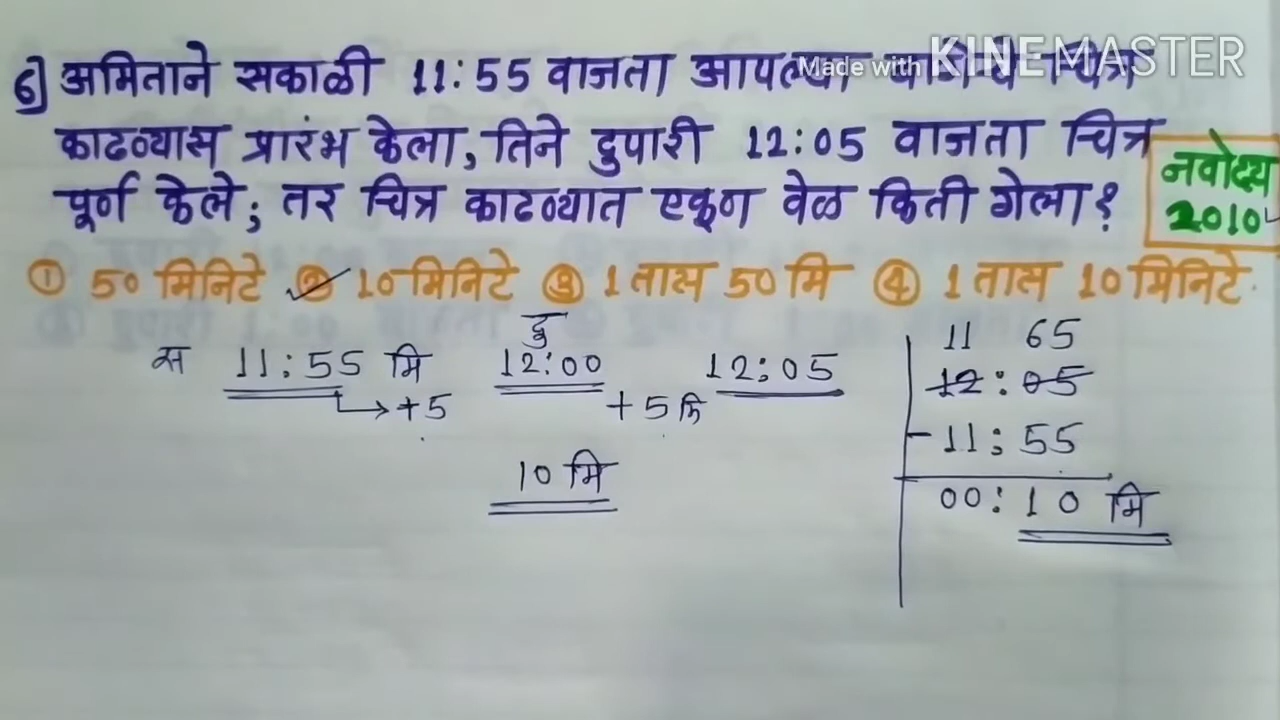 Made with KINEMASTER
6] अमिताने सकाळी 11:55 वाजता आपल्या चित्र
काढण्यास प्रारंभ केला, तिने दुपारी 12:05 वाजता चित्र
पूर्ण केले; तर चित्र काढण्यात एकूण वेळ किती गेला?
नवोदय
2010
① 50 मिनिटे ② 10 मिनिटे ③ 1 तास 50 मि ④ 1 तास 10 मिनिटे.
स 11:55 मि दु 12:00 12:05
+5 +5 मि
10 मि
11 65
12:05
- 11:55
00:10 मि